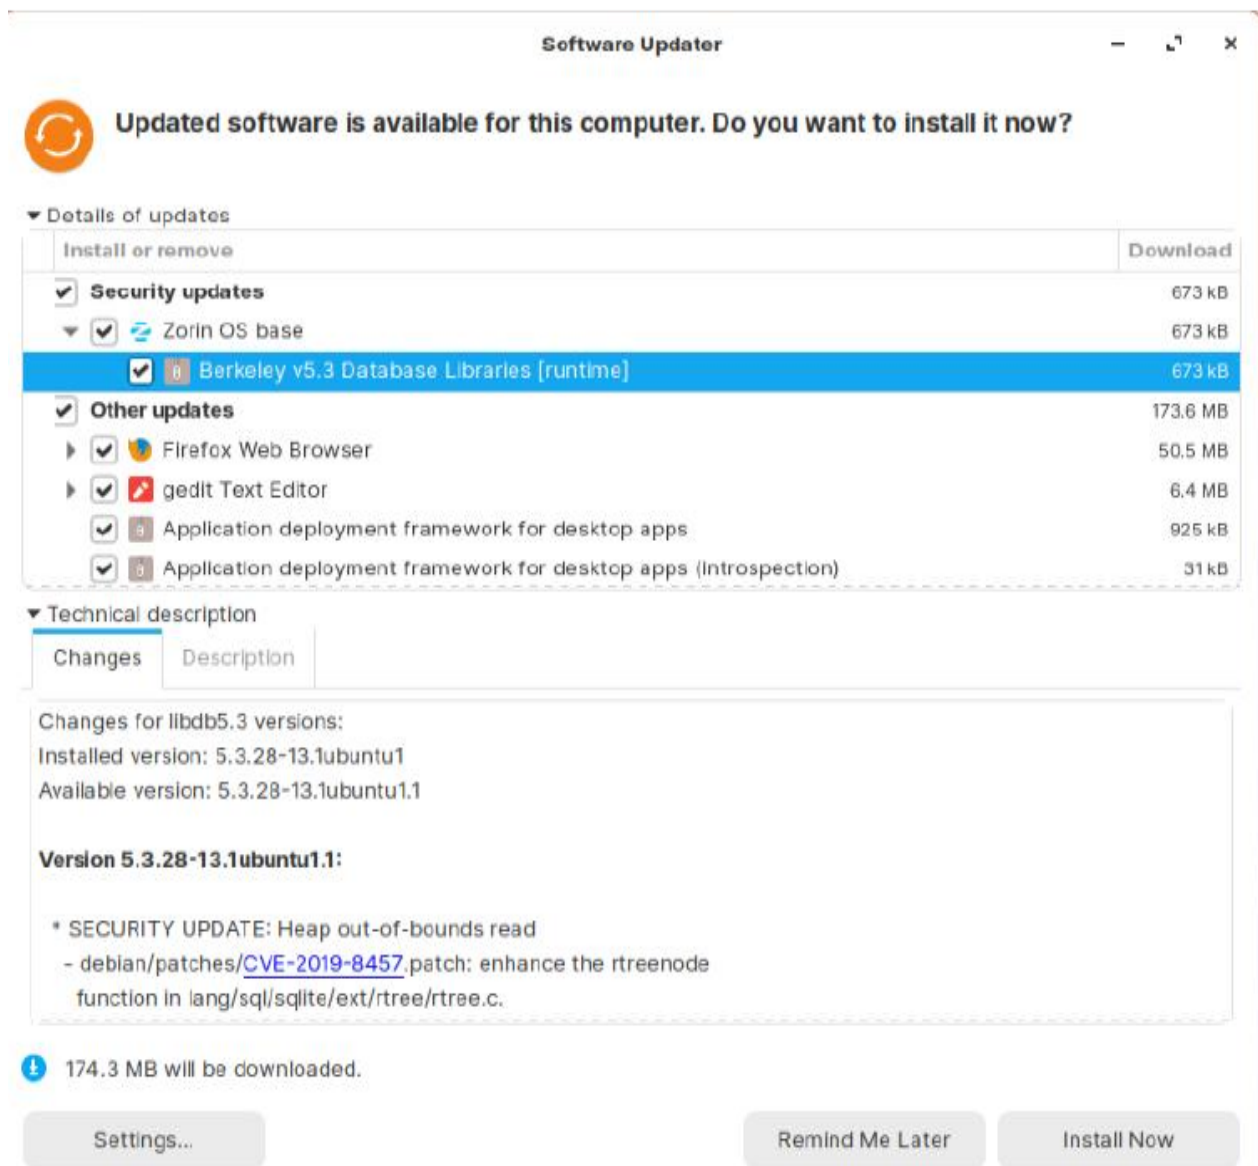 Software Updater
Updated software is available for this computer. Do you want to install it now?
Details of updates
Install or remove Download
Security updates 673 kB
Zorin OS base 673 kB
Berkeley v5.3 Database Libraries [runtime] 673 kB
Other updates 173.6 MB
Firefox Web Browser 50.5 MB
gedit Text Editor 6.4 MB
Application deployment framework for desktop apps 925 kB
Application deployment framework for desktop apps (introspection) 31 kB
Technical description
Changes Description
Changes for libdb5.3 versions:
Installed version: 5.3.28-13.1ubuntu1
Available version: 5.3.28-13.1ubuntu1.1
Version 5.3.28-13.1ubuntu1.1:
* SECURITY UPDATE: Heap out-of-bounds read
- debian/patches/CVE-2019-8457.patch: enhance the rtreenode
function in lang/sql/sqlite/ext/rtree/rtree.c.
174.3 MB will be downloaded.
Settings... Remind Me Later Install Now